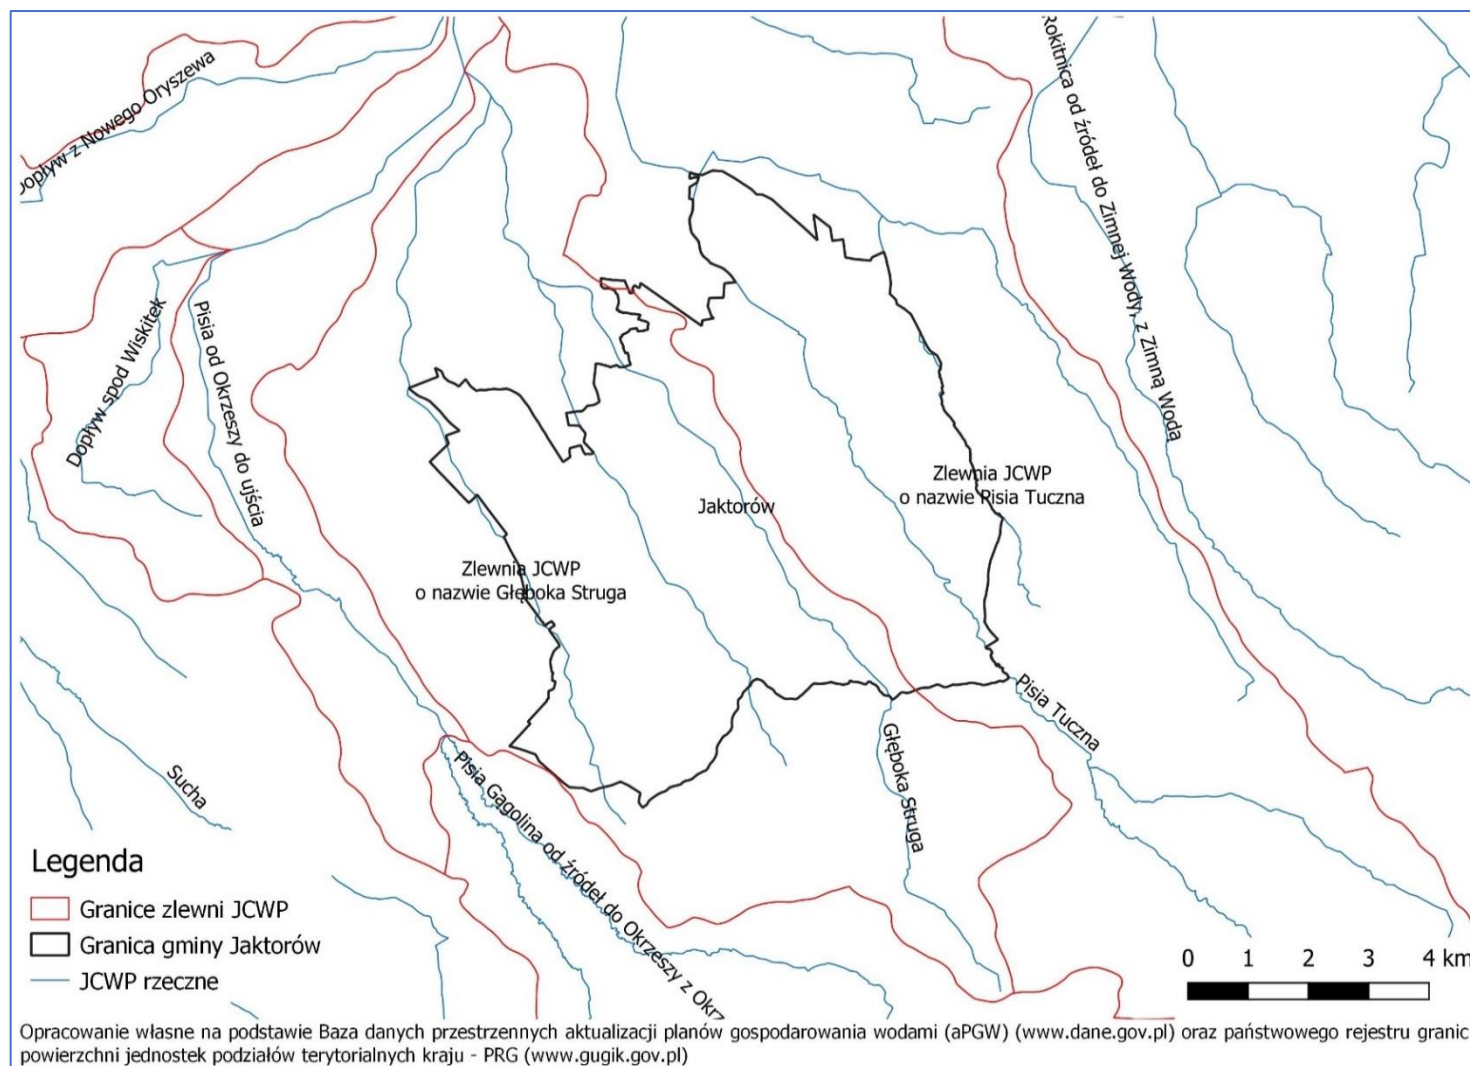 Dopływ z Nowego Oryszewa
Rokitnica od źródeł do Zimnej Wody, z Zimną Wodą
Dopływ spod Wiskitek
Pisia od Okrzeszy do ujścia
Zlewnia JCWP
o nazwie Pisia Tuczna
Jaktorów
Zlewnia JCWP
o nazwie Głęboka Struga
Pisia Tuczna
Głęboka Struga
Sucha
Pisia Gągolina od źródeł do Okrzeszy z Okrz
Legenda
Granice zlewni JCWP
Granica gminy Jaktorów
JCWP rzeczne
0 1 2 3 4 km
Opracowanie własne na podstawie Baza danych przestrzennych aktualizacji planów gospodarowania wodami (aPGW) (www.dane.gov.pl) oraz państwowego rejestru granic
powierzchni jednostek podziałów terytorialnych kraju - PRG (www.gugik.gov.pl)